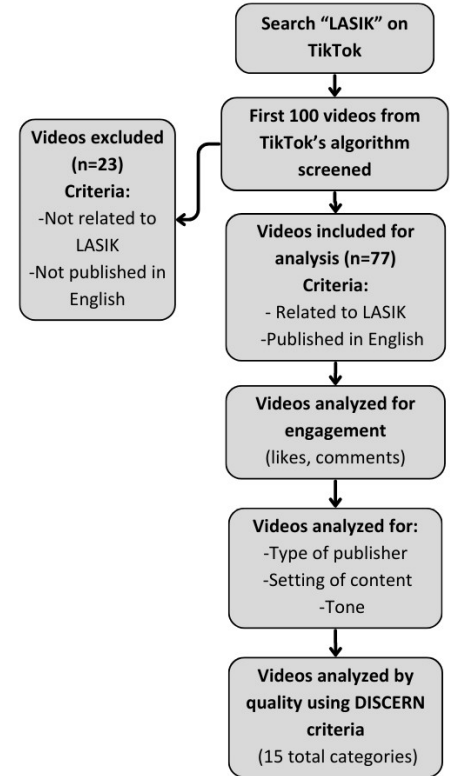 Search “LASIK” on
TikTok
First 100 videos from
TikTok’s algorithm
screened
Videos excluded
(n=23)
Criteria:
-Not related to
LASIK
-Not published in
English
Videos included for
analysis (n=77)
Criteria:
- Related to LASIK
-Published in English
Videos analyzed for
engagement
(likes, comments)
Videos analyzed for:
-Type of publisher
-Setting of content
-Tone
Videos analyzed by
quality using DISCERN
criteria
(15 total categories)